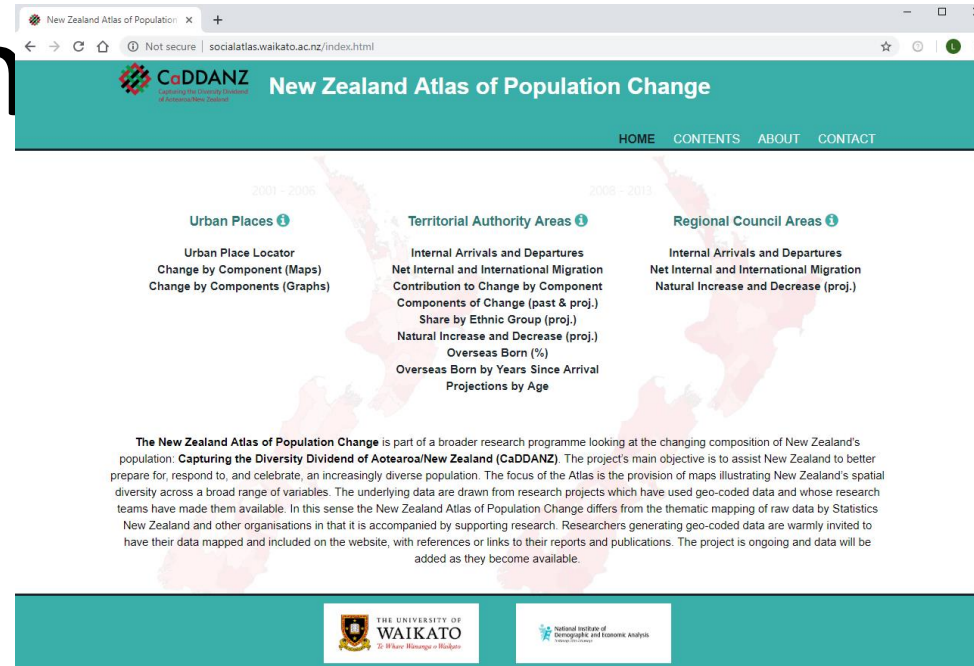 New Zealand Atlas of Population
Not secure | socialatlas.waikato.ac.nz/index.html
L
CaDDANZ
Capturing the Diversity Dividend
of Aotearoa/New Zealand
New Zealand Atlas of Population Change
HOME CONTENTS ABOUT CONTACT
2001 - 2006 2008 - 2013
Urban Places
Urban Place Locator
Change by Component (Maps)
Change by Components (Graphs)
Territorial Authority Areas
Internal Arrivals and Departures
Net Internal and International Migration
Contribution to Change by Component
Components of Change (past & proj.)
Share by Ethnic Group (proj.)
Natural Increase and Decrease (proj.)
Overseas Born (%)
Overseas Born by Years Since Arrival
Projections by Age
Regional Council Areas
Internal Arrivals and Departures
Net Internal and International Migration
Natural Increase and Decrease (proj.)
The New Zealand Atlas of Population Change is part of a broader research programme looking at the changing composition of New Zealand's
population: Capturing the Diversity Dividend of Aotearoa/New Zealand (CaDDANZ). The project's main objective is to assist New Zealand to better
prepare for, respond to, and celebrate, an increasingly diverse population. The focus of the Atlas is the provision of maps illustrating New Zealand's spatial
diversity across a broad range of variables. The underlying data are drawn from research projects which have used geo-coded data and whose research
teams have made them available. In this sense the New Zealand Atlas of Population Change differs from the thematic mapping of raw data by Statistics
New Zealand and other organisations in that it is accompanied by supporting research. Researchers generating geo-coded data are warmly invited to
have their data mapped and included on the website, with references or links to their reports and publications. The project is ongoing and data will be
added as they become available.
THE UNIVERSITY OF
WAIKATO
Te Whare Wānanga o Waikato
National Institute of
Demographic and Economic Analysis